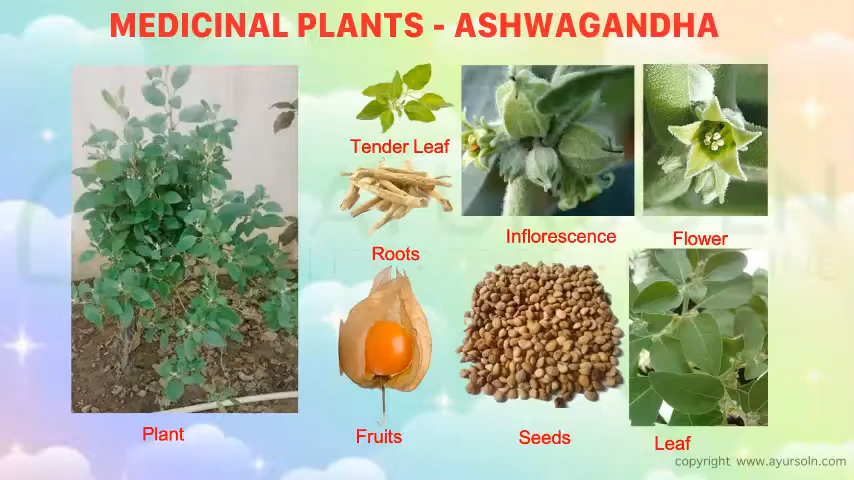 MEDICINAL PLANTS - ASHWAGANDHA
Tender Leaf
Roots
Inflorescence
Flower
Plant
Fruits
Seeds
Leaf
copyright www.ayursoln.com